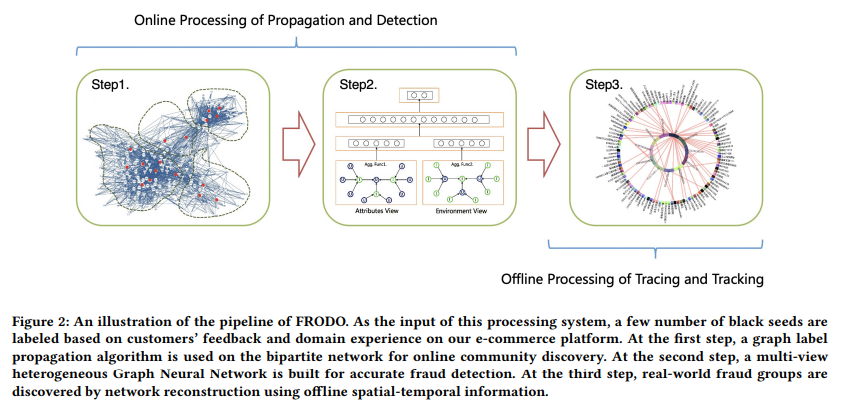 Online Processing of Propagation and Detection
Step1.
Step2.
Step3.
Agg. Func1.
Agg. Func2.
Attributes View
Environment View
Offline Processing of Tracing and Tracking
Figure 2: An illustration of the pipeline of FRODO. As the input of this processing system, a few number of black seeds are
labeled based on customers’ feedback and domain experience on our e-commerce platform. At the first step, a graph label
propagation algorithm is used on the bipartite network for online community discovery. At the second step, a multi-view
heterogeneous Graph Neural Network is built for accurate fraud detection. At the third step, real-world fraud groups are
discovered by network reconstruction using offline spatial-temporal information.